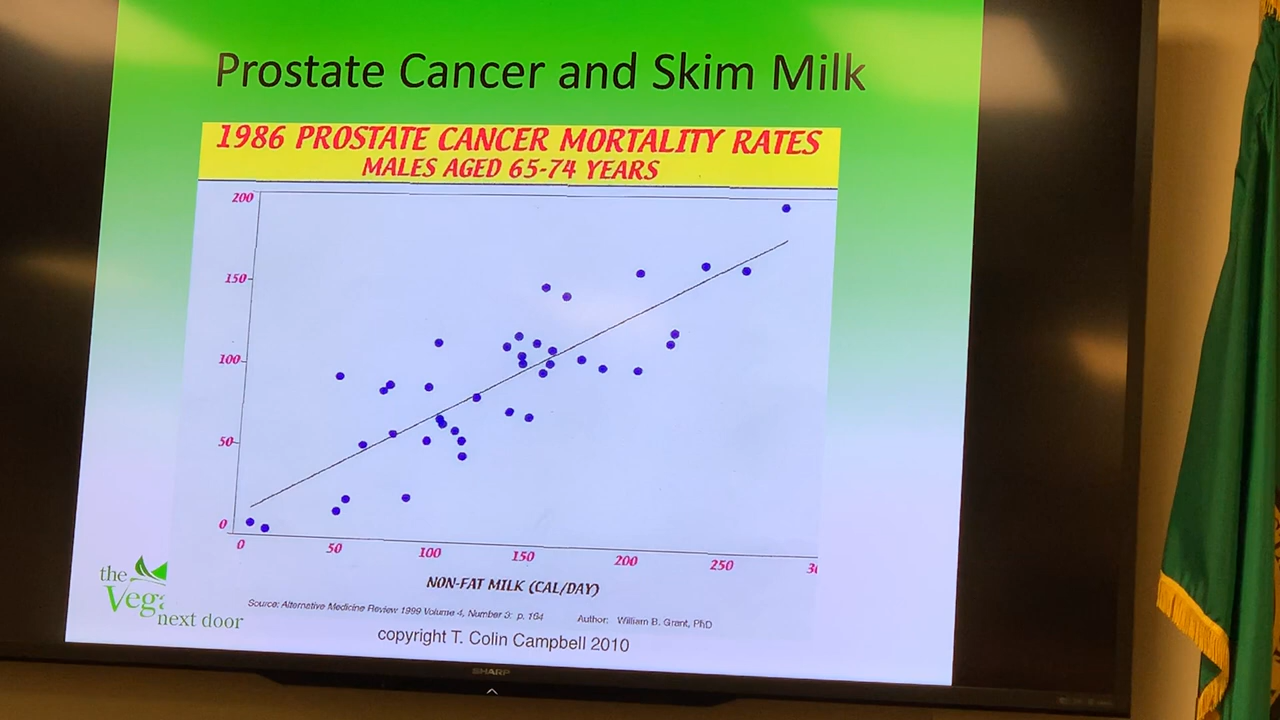 Prostate Cancer and Skim Milk
1986 PROSTATE CANCER MORTALITY RATES
MALES AGED 65-74 YEARS
200
150
100
50
0
0 50 100 150 200 250
NON-FAT MILK (CAL/DAY)
Source: Alternative Medicine Review 1999 Volume 4, Number 3: p. 164 Author: William B. Grant, PhD
copyright T. Colin Campbell 2010
the
next door
SHARP